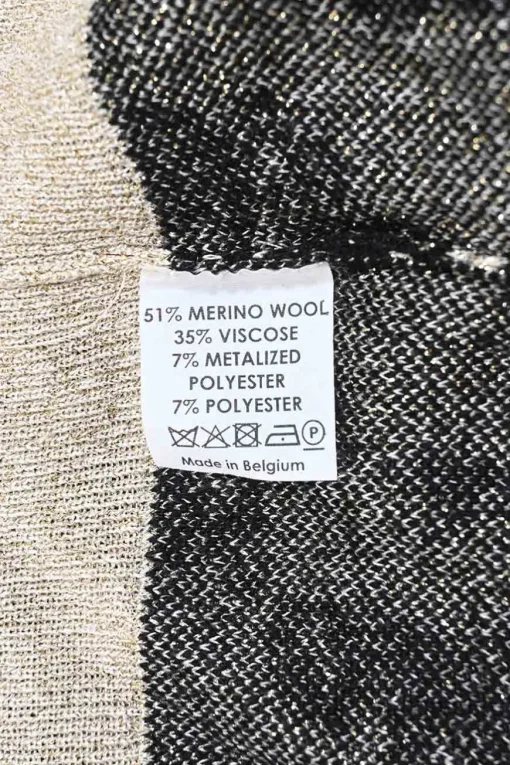 51% MERINO WOOL
35% VISCOSE
7% METALIZED
POLYESTER
7% POLYESTER
P
Made in Belgium